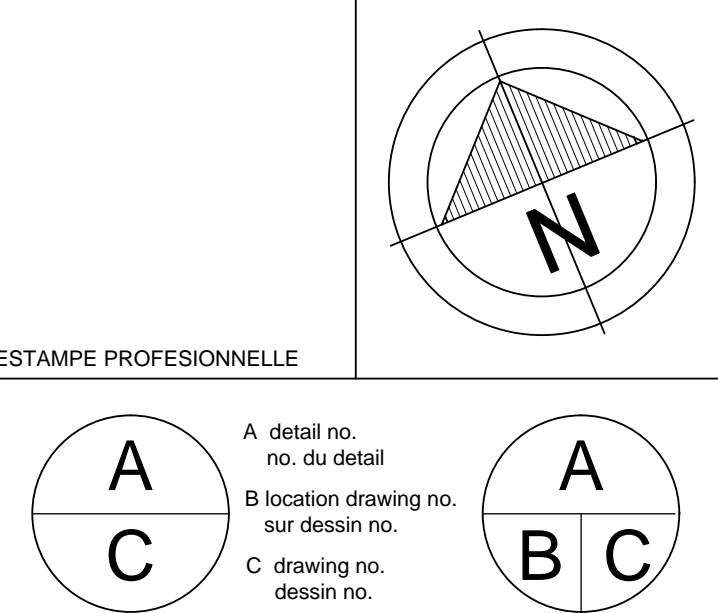 N
ESTAMPE PROFESIONNELLE
A
C
A detail no.
no. du detail
B location drawing no.
sur dessin no.
C drawing no.
dessin no.
A
B C